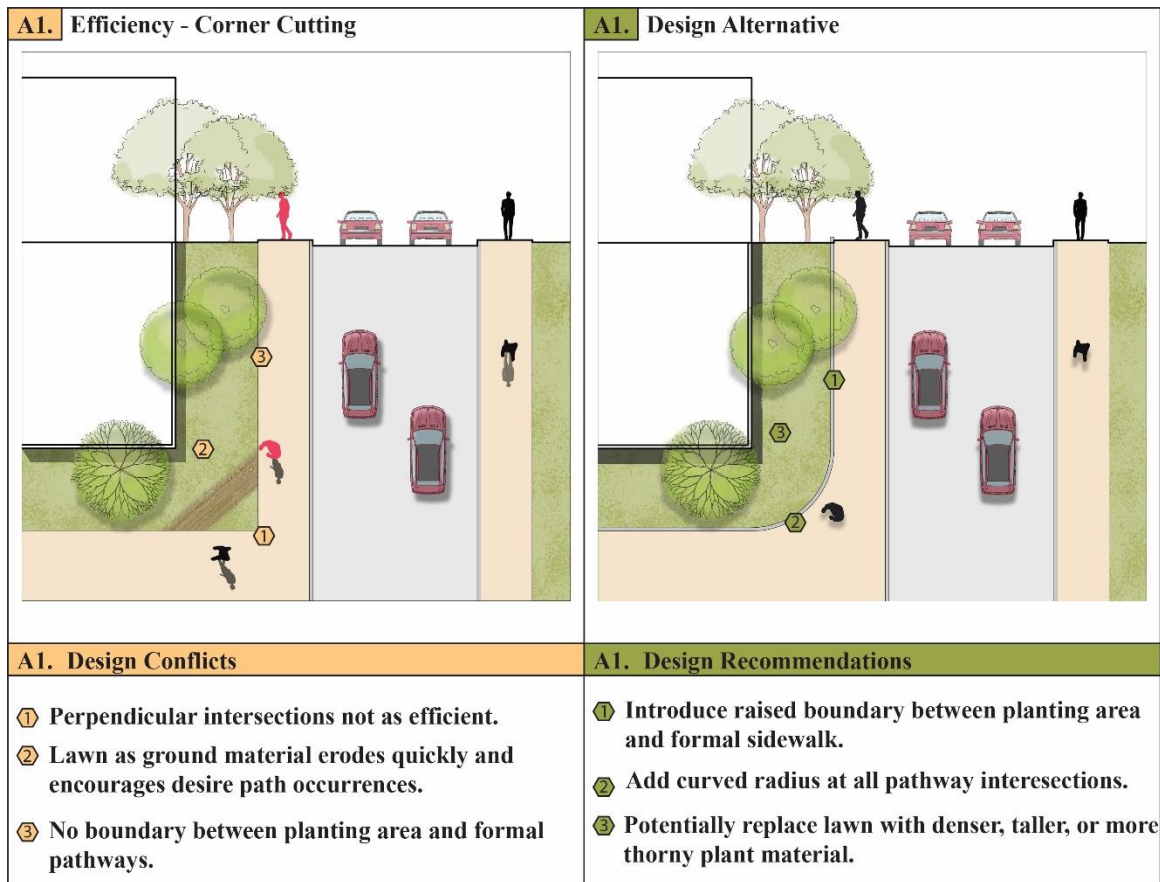 A1. Efficiency - Corner Cutting
A1. Design Alternative
3
2
1
1
3
2
A1. Design Conflicts
1 Perpendicular intersections not as efficient.
2 Lawn as ground material erodes quickly and
encourages desire path occurrences.
3 No boundary between planting area and formal
pathways.
A1. Design Recommendations
1 Introduce raised boundary between planting area
and formal sidewalk.
2 Add curved radius at all pathway interesections.
3 Potentially replace lawn with denser, taller, or more
thorny plant material.